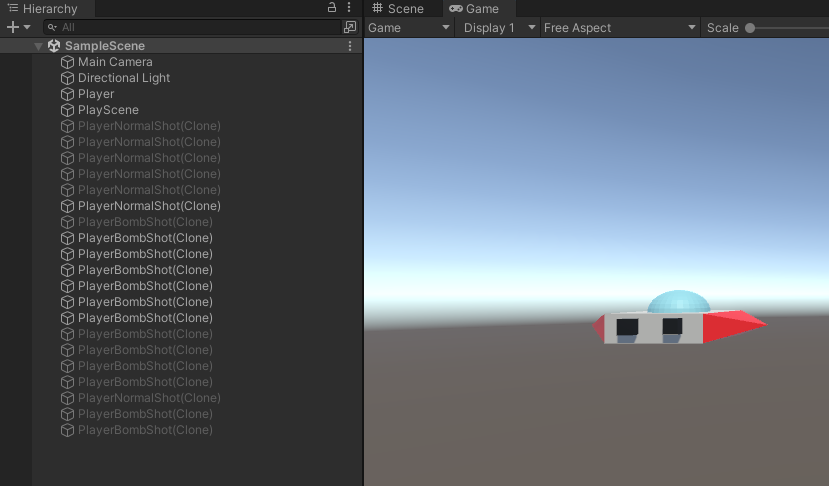 Hierarchy
All
SampleScene
Main Camera
Directional Light
Player
PlayScene
PlayerNormalShot(Clone)
PlayerNormalShot(Clone)
PlayerNormalShot(Clone)
PlayerNormalShot(Clone)
PlayerNormalShot(Clone)
PlayerNormalShot(Clone)
PlayerBombShot(Clone)
PlayerBombShot(Clone)
PlayerBombShot(Clone)
PlayerBombShot(Clone)
PlayerBombShot(Clone)
PlayerBombShot(Clone)
PlayerBombShot(Clone)
PlayerBombShot(Clone)
PlayerBombShot(Clone)
PlayerBombShot(Clone)
PlayerBombShot(Clone)
PlayerNormalShot(Clone)
PlayerBombShot(Clone)
PlayerBombShot(Clone)
Scene Game
Game Display 1 Free Aspect Scale